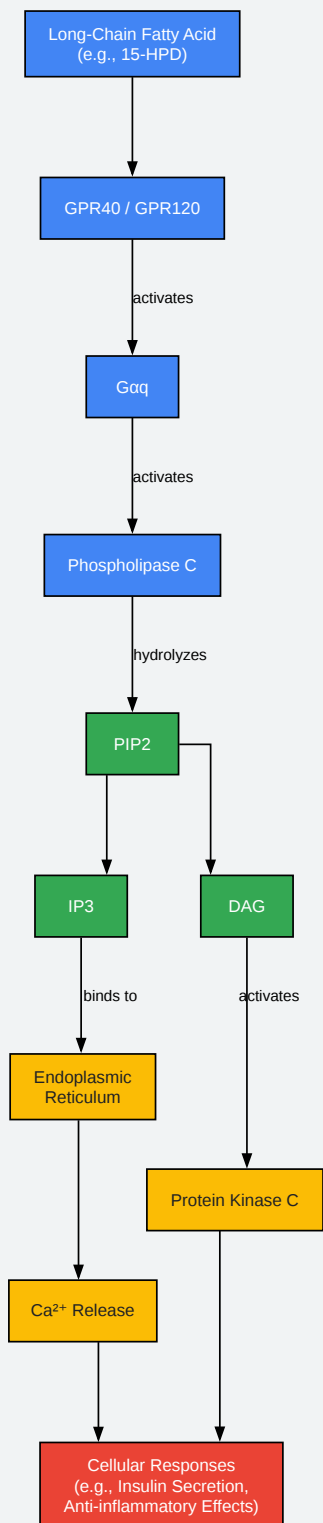 Long-Chain Fatty Acid
(e.g., 15-HPD)
GPR40 / GPR120
activates
Gαq
activates
Phospholipase C
hydrolyzes
PIP2
IP3
DAG
binds to
activates
Endoplasmic
Reticulum
Protein Kinase C
Ca²⁺ Release
Cellular Responses
(e.g., Insulin Secretion,
Anti-inflammatory Effects)